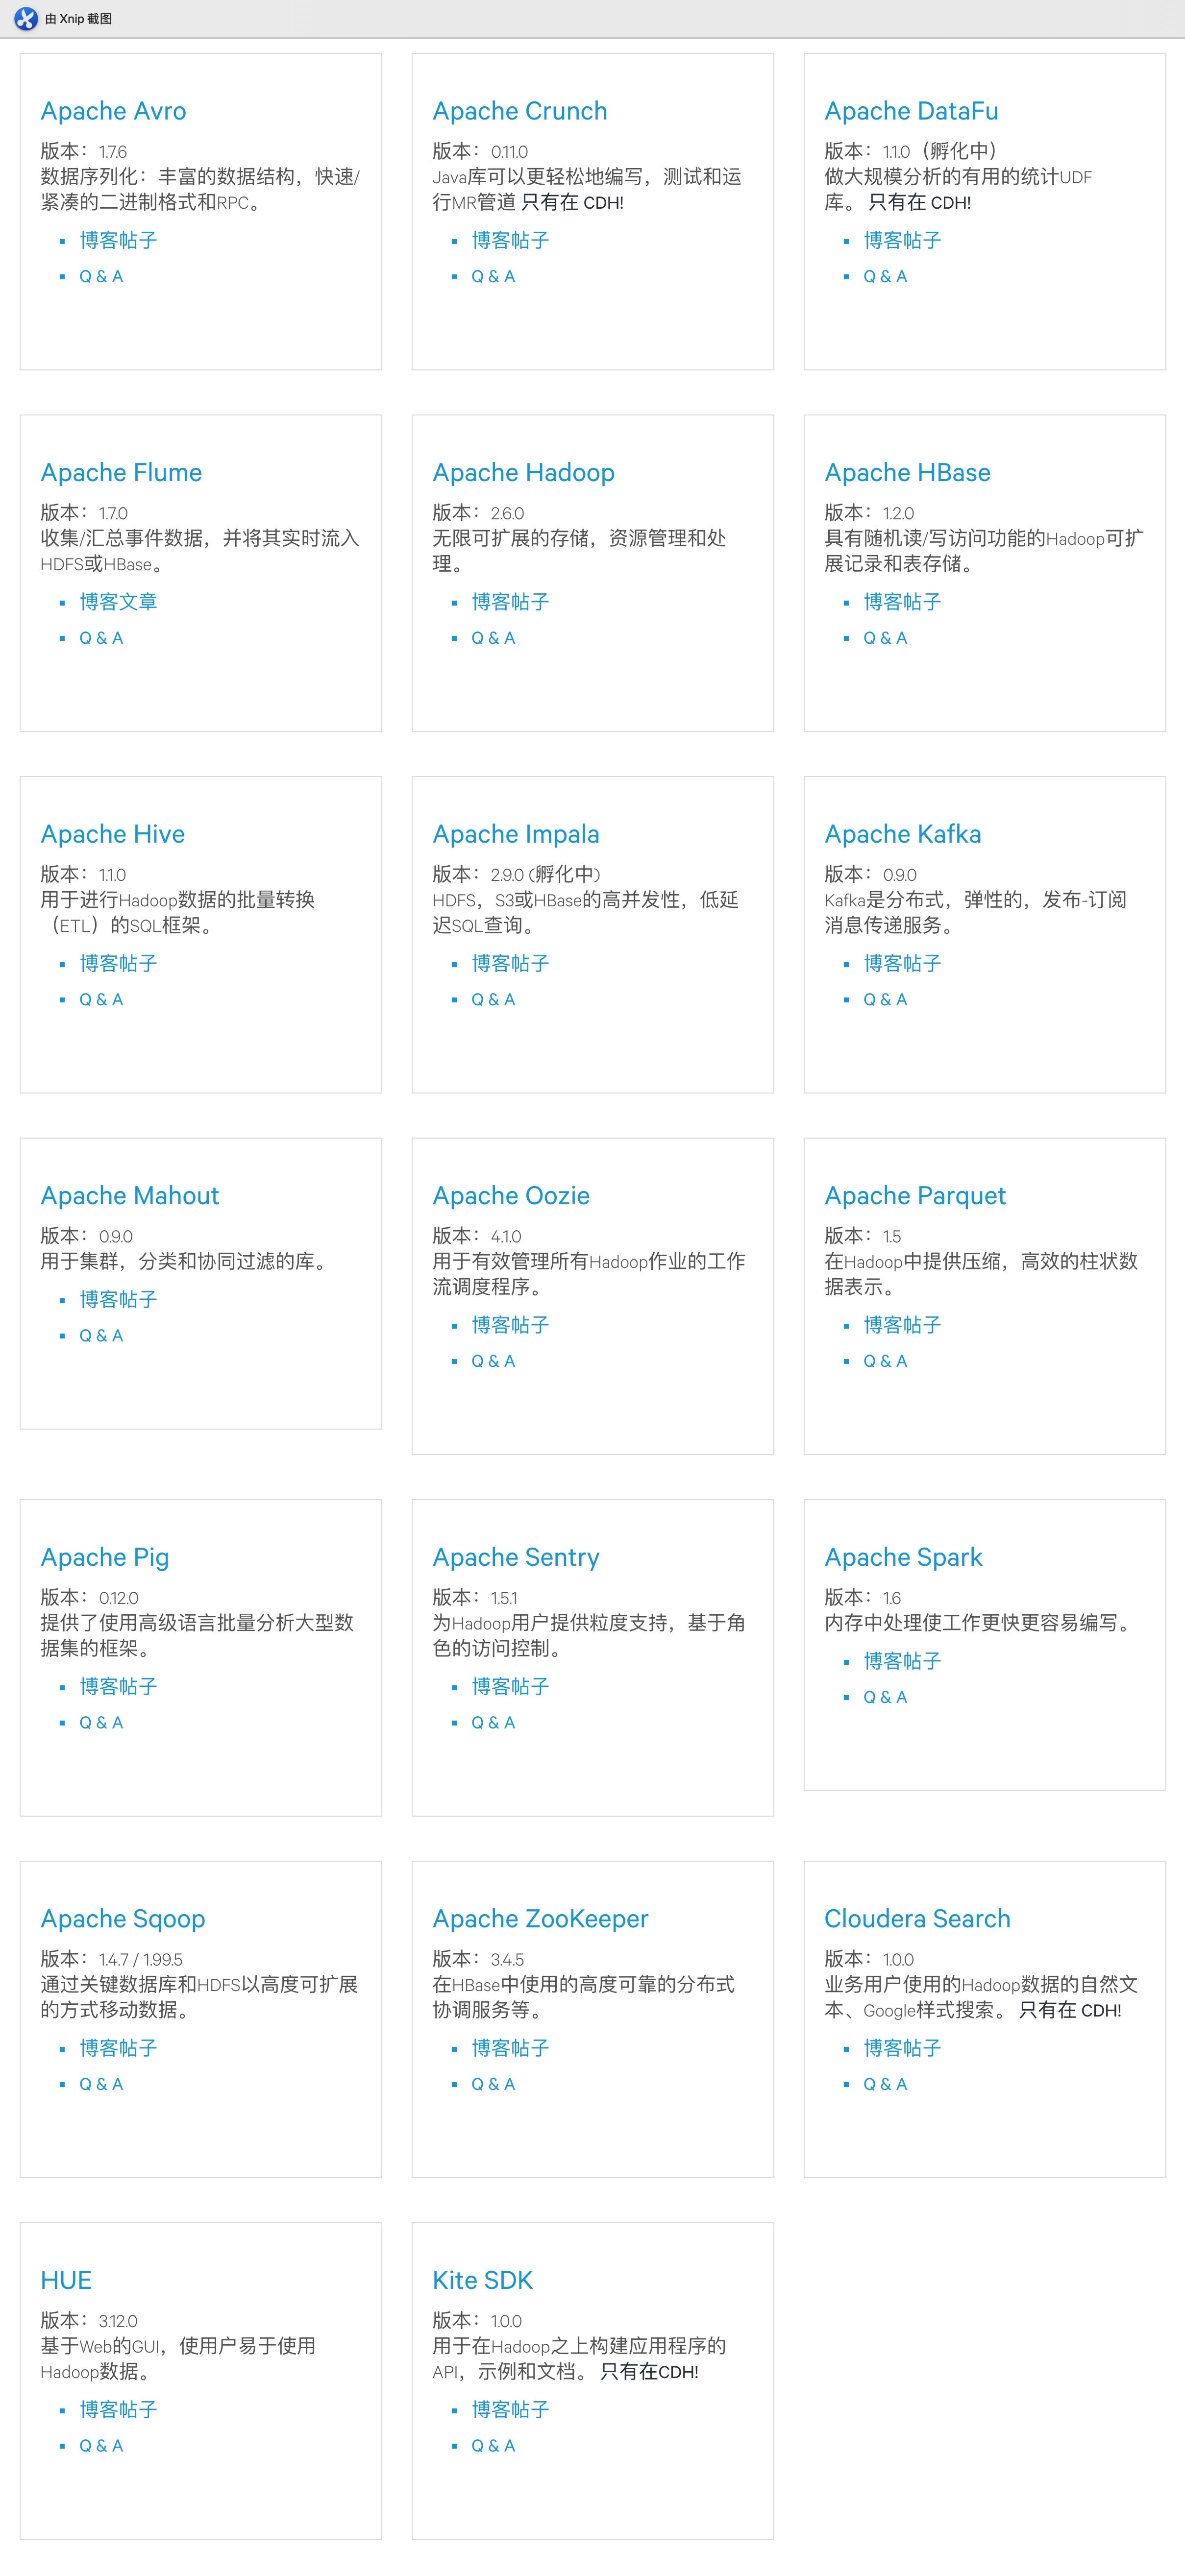 由 Xnip 截图
Apache Avro
版本：1.7.6
数据序列化：丰富的数据结构，快速/
紧凑的二进制格式和RPC。
博客帖子
Q & A
Apache Crunch
版本：0.11.0
Java库可以更轻松地编写，测试和运
行MR管道 只有在 CDH!
博客帖子
Q & A
Apache DataFu
版本：1.1.0（孵化中）
做大规模分析的有用的统计UDF
库。 只有在 CDH!
博客帖子
Q & A
Apache Flume
版本：1.7.0
收集/汇总事件数据，并将其实时流入
HDFS或HBase。
博客文章
Q & A
Apache Hadoop
版本：2.6.0
无限可扩展的存储，资源管理和处
理。
博客帖子
Q & A
Apache HBase
版本：1.2.0
具有随机读/写访问功能的Hadoop可扩
展记录和表存储。
博客帖子
Q & A
Apache Hive
版本：1.1.0
用于进行Hadoop数据的批量转换
（ETL）的SQL框架。
博客帖子
Q & A
Apache Impala
版本：2.9.0 (孵化中)
HDFS，S3或HBase的高并发性，低延
迟SQL查询。
博客帖子
Q & A
Apache Kafka
版本：0.9.0
Kafka是分布式，弹性的，发布-订阅
消息传递服务。
博客帖子
Q & A
Apache Mahout
版本：0.9.0
用于集群，分类和协同过滤的库。
博客帖子
Q & A
Apache Oozie
版本：4.1.0
用于有效管理所有Hadoop作业的工作
流调度程序。
博客帖子
Q & A
Apache Parquet
版本：1.5
在Hadoop中提供压缩，高效的柱状数
据表示。
博客帖子
Q & A
Apache Pig
版本：0.12.0
提供了使用高级语言批量分析大型数
据集的框架。
博客帖子
Q & A
Apache Sentry
版本：1.5.1
为Hadoop用户提供粒度支持，基于角
色的访问控制。
博客帖子
Q & A
Apache Spark
版本：1.6
内存中处理使工作更快更容易编写。
博客帖子
Q & A
Apache Sqoop
版本：1.4.7 / 1.99.5
通过关键数据库和HDFS以高度可扩展
的方式移动数据。
博客帖子
Q & A
Apache ZooKeeper
版本：3.4.5
在HBase中使用的高度可靠的分布式
协调服务等。
博客帖子
Q & A
Cloudera Search
版本：1.0.0
业务用户使用的Hadoop数据的自然文
本、Google样式搜索。 只有在 CDH!
博客帖子
Q & A
HUE
版本：3.12.0
基于Web的GUI，使用户易于使用
Hadoop数据。
博客帖子
Q & A
Kite SDK
版本：1.0.0
用于在Hadoop之上构建应用程序的
API，示例和文档。 只有在CDH!
博客帖子
Q & A